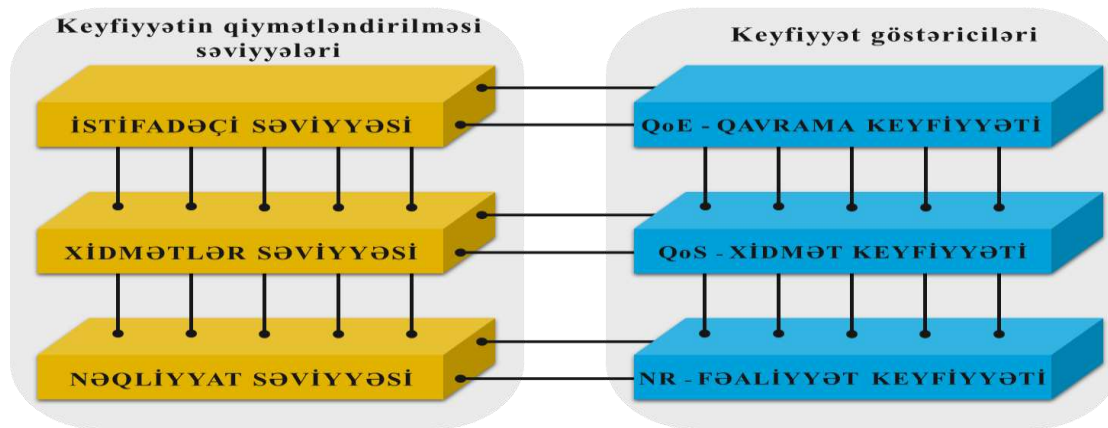 Keyfiyyətin qiymətləndirilməsi
səviyyələri
İSTİFADƏÇİ SƏVİYYƏSİ
XİDMƏTLƏR SƏVİYYƏSİ
NƏQLİYYAT SƏVİYYƏSİ
Keyfiyyət göstəriciləri
QoE - QAVRAMA KEYFİYYƏTİ
QoS - XİDMƏT KEYFİYYƏTİ
NR - FƏALİYYƏT KEYFİYYƏTİ